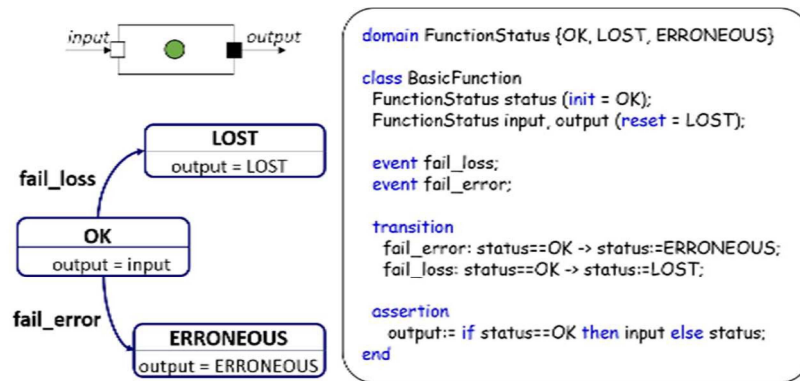 input
output
LOST
output = LOST
fail_loss
OK
output = input
fail_error
ERRONEOUS
output = ERRONEOUS
domain FunctionStatus {OK, LOST, ERRONEOUS}
class BasicFunction
FunctionStatus status (init = OK);
FunctionStatus input, output (reset = LOST);
event fail_loss;
event fail_error;
transition
fail_error: status==OK -> status:=ERRONEOUS;
fail_loss: status==OK -> status:=LOST;
assertion
output:= if status==OK then input else status;
end